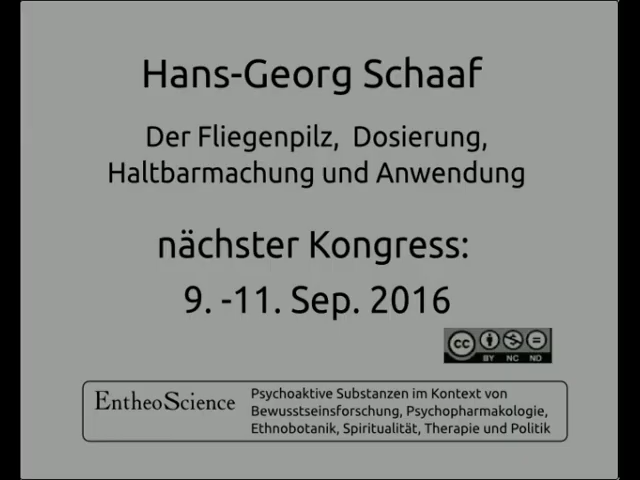 Hans-Georg Schaaf
Der Fliegenpilz, Dosierung,
Haltbarmachung und Anwendung
nächster Kongress:
9. -11. Sep. 2016
cc
BY NC ND
EntheoScience
Psychoaktive Substanzen im Kontext von
Bewusstseinsforschung, Psychopharmakologie,
Ethnobotanik, Spiritualität, Therapie und Politik